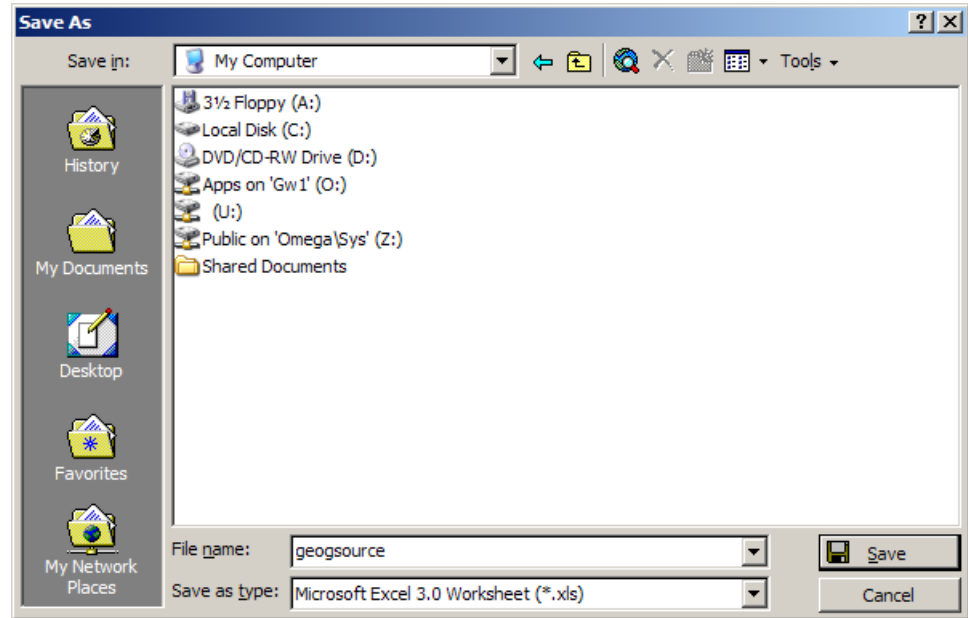 Save As
Save in:
My Computer
Tools
3½ Floppy (A:)
Local Disk (C:)
DVD/CD-RW Drive (D:)
Apps on 'Gw1' (O:)
(U:)
Public on 'Omega\Sys' (Z:)
Shared Documents
History
My Documents
Desktop
Favorites
My Network
Places
File name:
geogsource
Save
Save as type:
Microsoft Excel 3.0 Worksheet (*.xls)
Cancel